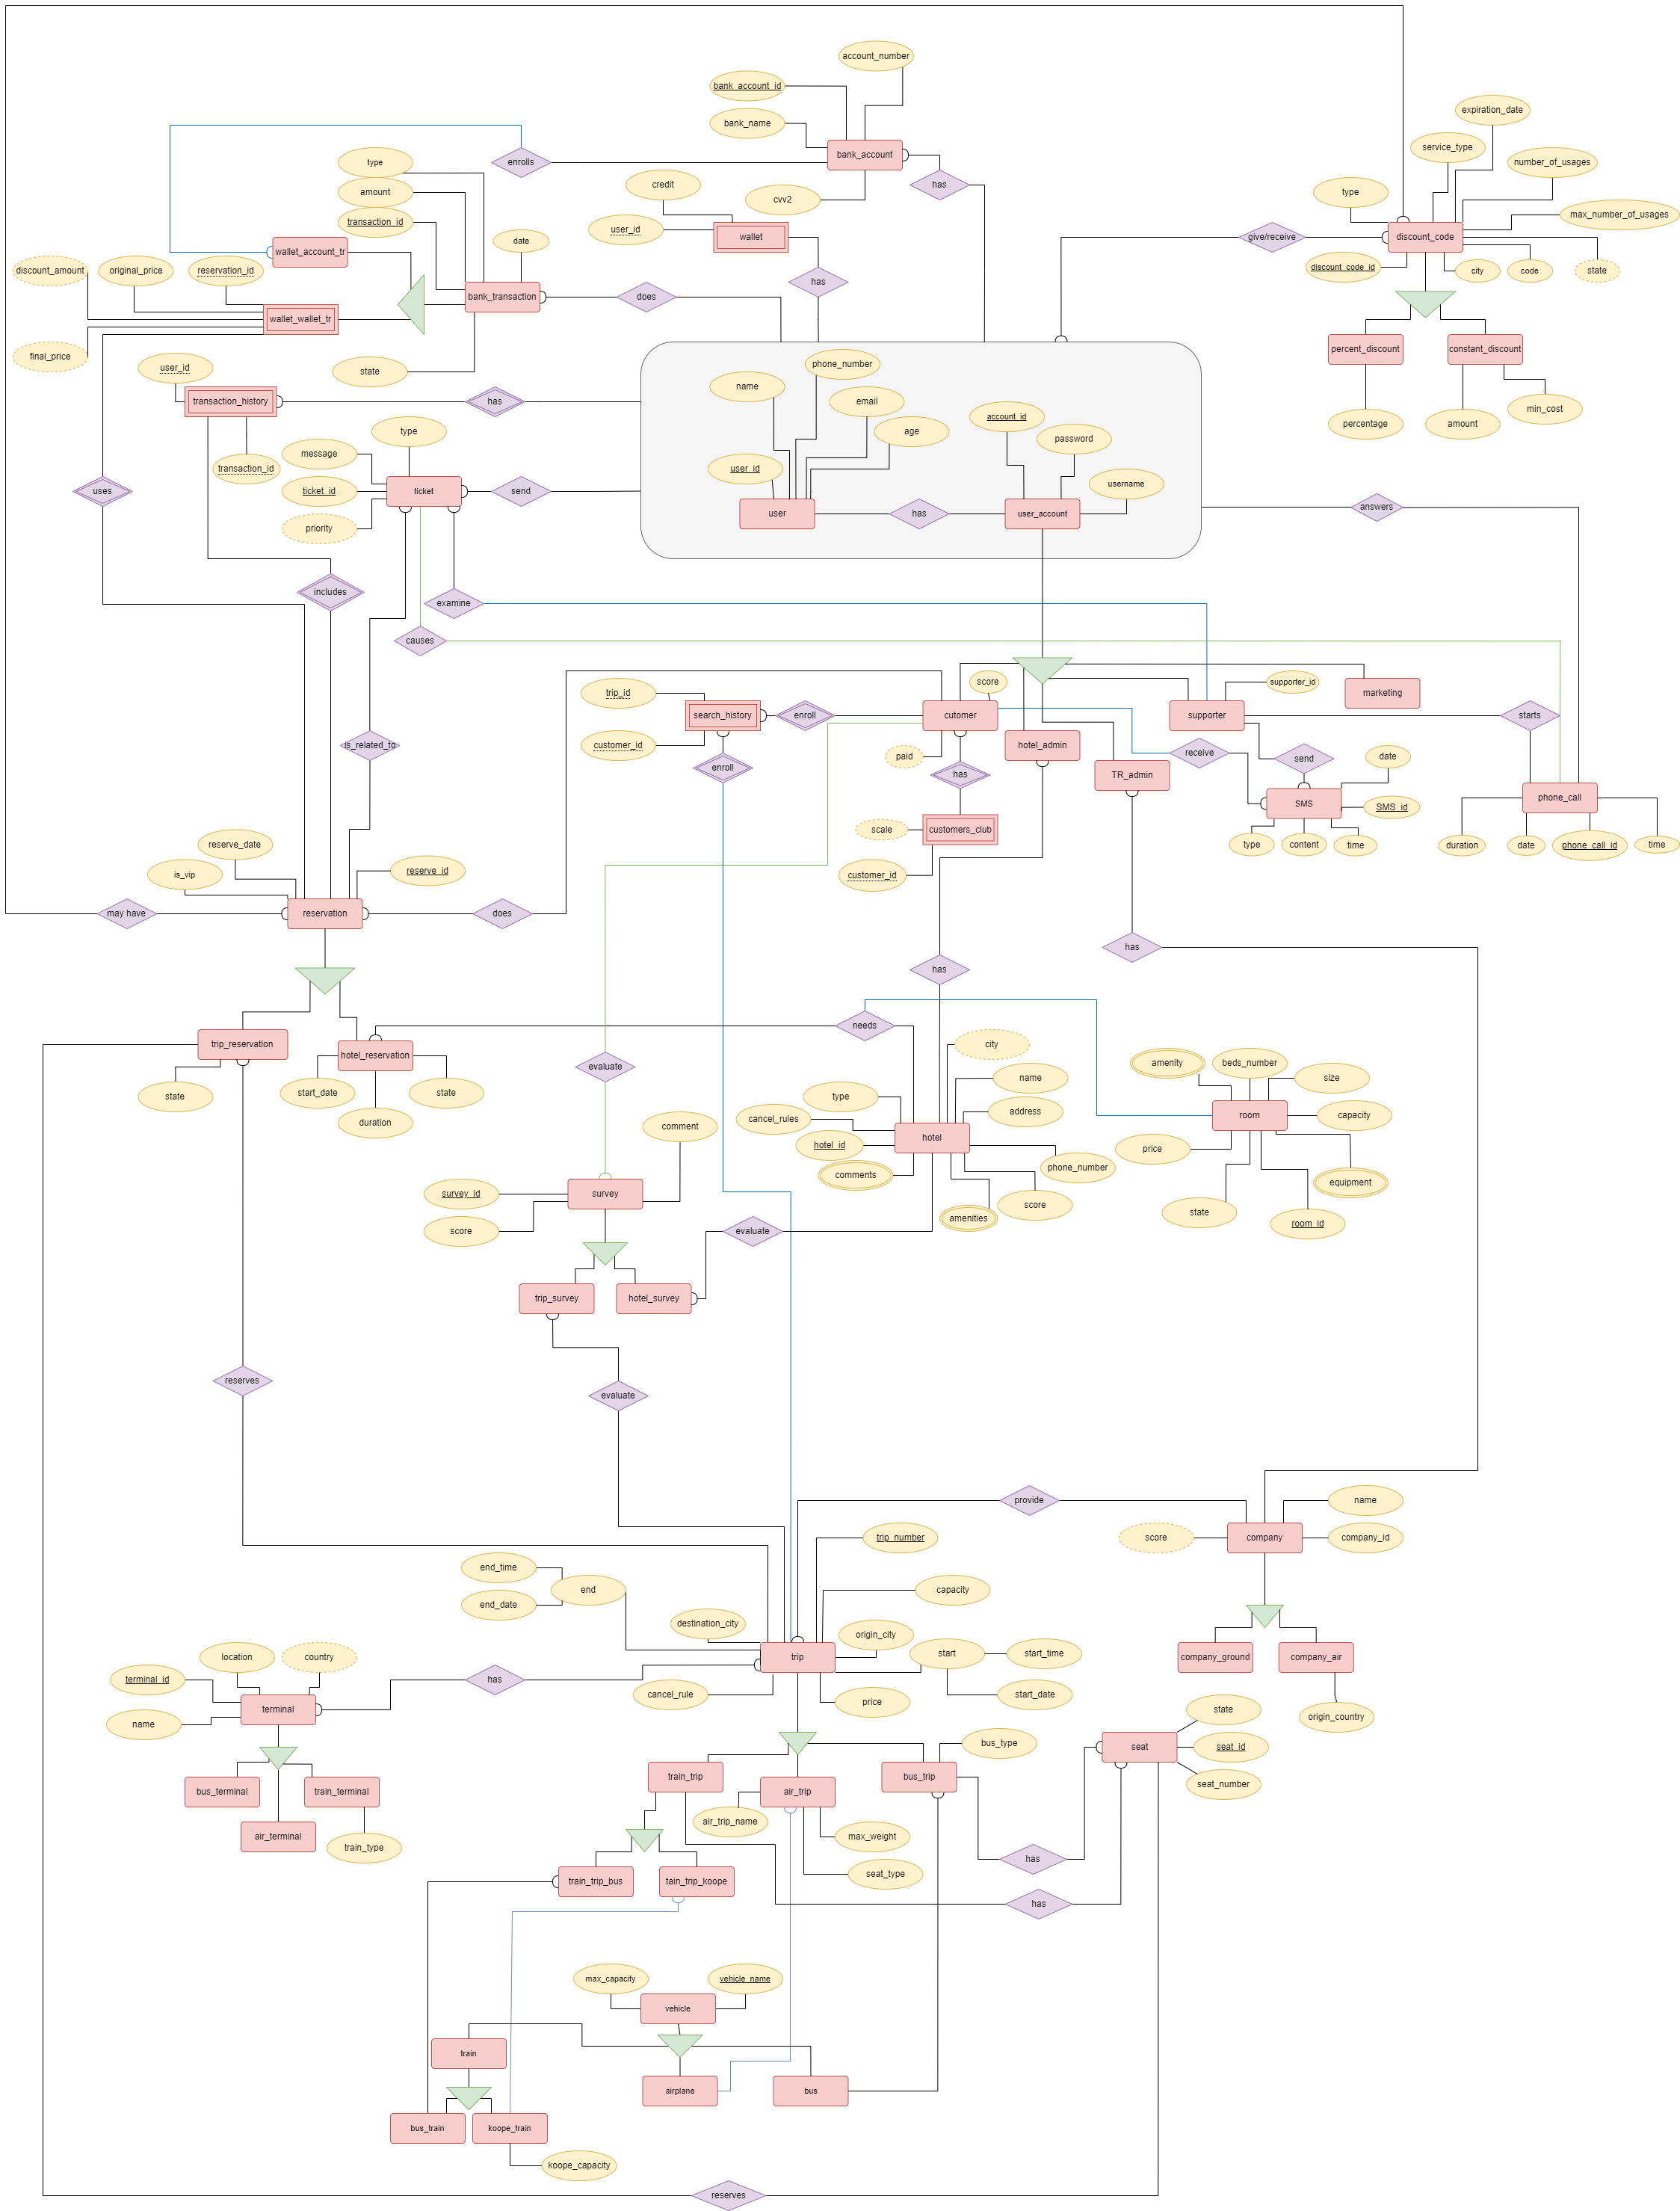 account_number
bank_account_id
expiration_date
bank_name
service_type
bank_account
type
enrolls
number_of_usages
credit
has
type
amount
cvv2
max_number_of_usages
transaction_id
user_id
wallet
give/receive
discount_code
date
wallet_account_tr
discount_amount
original_price
reservation_id
discount_code_id
city
code
state
has
bank_transaction
does
wallet_wallet_tr
percent_discount
constant_discount
final_price
user_id
state
phone_number
name
transaction_history
has
email
min_cost
account_id
percentage
amount
type
age
password
message
transaction_id
user_id
username
uses
ticket_id
ticket
send
answers
priority
user
has
user_account
includes
examine
causes
score
supporter_id
trip_id
marketing
search_history
enroll
cutomer
supporter
starts
is_related_to
customer_id
hotel_admin
receive
paid
send
date
enroll
has
TR_admin
phone_call
SMS
SMS_id
scale
customers_club
reserve_date
type
content
time
duration
date
phone_call_id
time
is_vip
reserve_id
customer_id
may have
reservation
does
has
has
needs
trip_reservation
city
hotel_reservation
evaluate
amenity
beds_number
name
size
state
start_date
state
type
address
room
capacity
duration
comment
cancel_rules
hotel
hotel_id
price
phone_number
comments
equipment
survey_id
survey
score
state
amenities
room_id
score
evaluate
trip_survey
hotel_survey
reserves
evaluate
provide
name
trip_number
score
company
company_id
end_time
end
capacity
end_date
destination_city
origin_city
location
country
trip
start
start_time
company_ground
company_air
terminal_id
has
cancel_rule
price
start_date
terminal
state
origin_country
name
bus_type
seat
seat_id
train_trip
bus_trip
bus_terminal
train_terminal
air_trip
seat_number
air_trip_name
air_terminal
max_weight
train_type
has
seat_type
train_trip_bus
tain_trip_koope
has
max_capacity
vehicle_name
vehicle
train
airplane
bus
bus_train
koope_train
koope_capacity
reserves